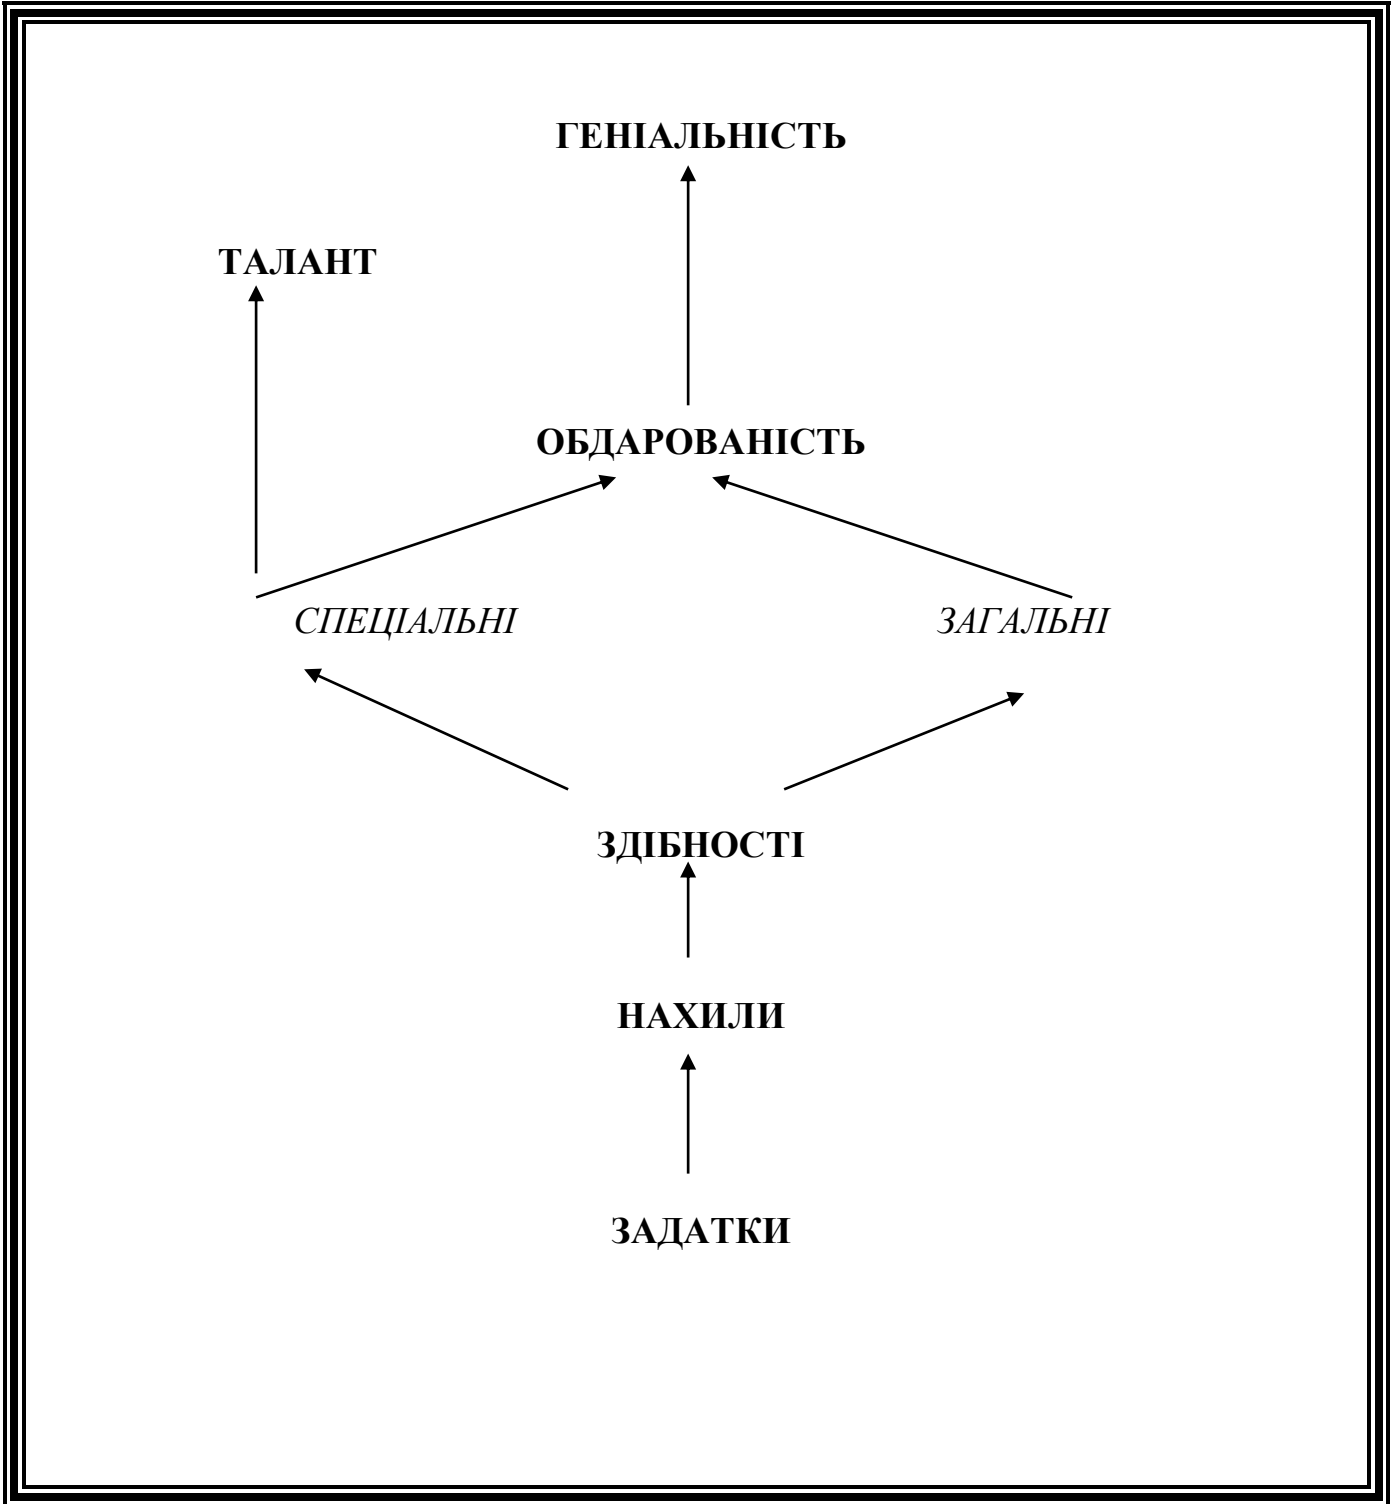 ГЕНІАЛЬНІСТЬ
ТАЛАНТ
ОБДАРОВАНІСТЬ
СПЕЦІАЛЬНІ ЗАГАЛЬНІ
ЗДІБНОСТІ
НАХИЛИ
ЗАДАТКИ